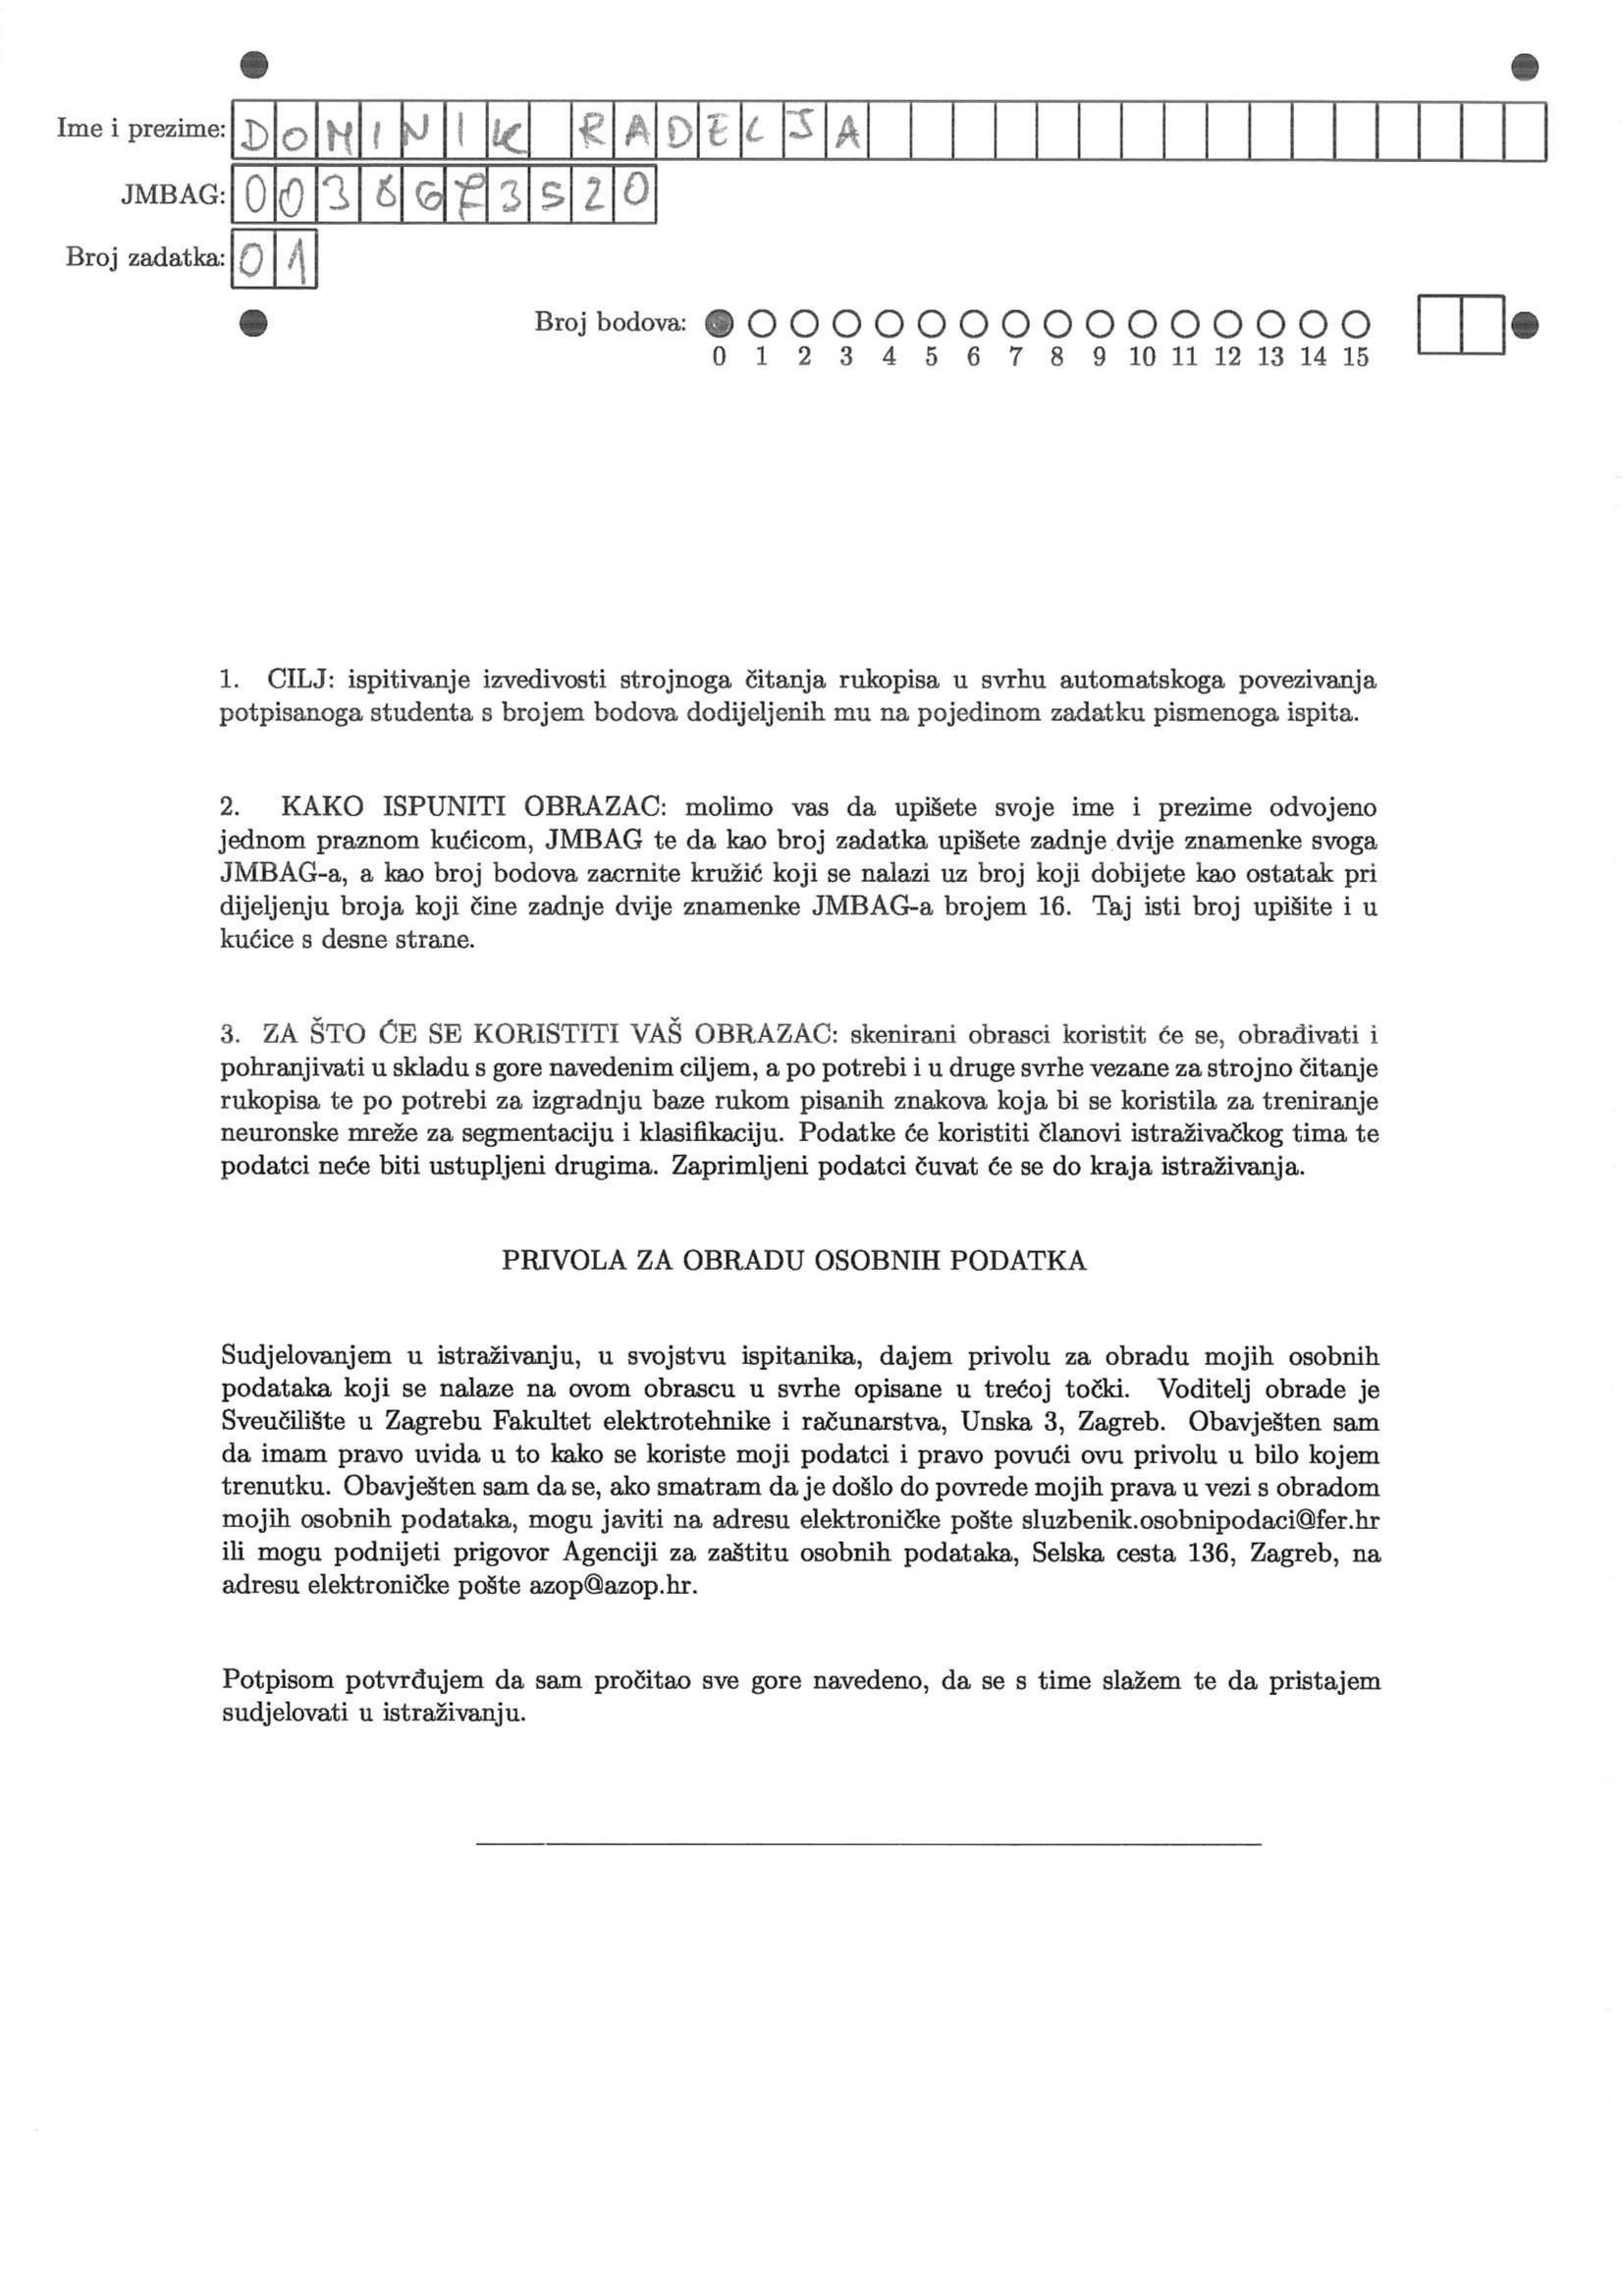 Ime i prezime: DOMINIK RADELJA
JMBAG: 0036673520
Broj zadatka: 01
Broj bodova:
0 1 2 3 4 5 6 7 8 9 10 11 12 13 14 15
1. CILJ: ispitivanje izvedivosti strojnoga čitanja rukopisa u svrhu automatskoga povezivanja
potpisanoga studenta s brojem bodova dodijeljenih mu na pojedinom zadatku pismenoga ispita.
2. KAKO ISPUNITI OBRAZAC: molimo vas da upišete svoje ime i prezime odvojeno
jednom praznom kućicom, JMBAG te da kao broj zadatka upišete zadnje dvije znamenke svoga
JMBAG-a, a kao broj bodova zacrnite kružić koji se nalazi uz broj koji dobijete kao ostatak pri
dijeljenju broja koji čine zadnje dvije znamenke JMBAG-a brojem 16. Taj isti broj upišite i u
kućice s desne strane.
3. ZA ŠTO ĆE SE KORISTITI VAŠ OBRAZAC: skenirani obrasci koristit će se, obrađivati i
pohranjivati u skladu s gore navedenim ciljem, a po potrebi i u druge svrhe vezane za strojno čitanje
rukopisa te po potrebi za izgradnju baze rukom pisanih znakova koja bi se koristila za treniranje
neuronske mreže za segmentaciju i klasifikaciju. Podatke će koristiti članovi istraživačkog tima te
podatci neće biti ustupljeni drugima. Zaprimljeni podatci čuvat će se do kraja istraživanja.
PRIVOLA ZA OBRADU OSOBNIH PODATKA
Sudjelovanjem u istraživanju, u svojstvu ispitanika, dajem privolu za obradu mojih osobnih
podataka koji se nalaze na ovom obrascu u svrhe opisane u trećoj točki. Voditelj obrade je
Sveučilište u Zagrebu Fakultet elektrotehnike i računarstva, Unska 3, Zagreb. Obavješten sam
da imam pravo uvida u to kako se koriste moji podatci i pravo povući ovu privolu u bilo kojem
trenutku. Obavješten sam da se, ako smatram da je došlo do povrede mojih prava u vezi s obradom
mojih osobnih podataka, mogu javiti na adresu elektroničke pošte sluzbenik.osobnipodaci@fer.hr
ili mogu podnijeti prigovor Agenciji za zaštitu osobnih podataka, Selska cesta 136, Zagreb, na
adresu elektroničke pošte azop@azop.hr.
Potpisom potvrđujem da sam pročitao sve gore navedeno, da se s time slažem te da pristajem
sudjelovati u istraživanju.